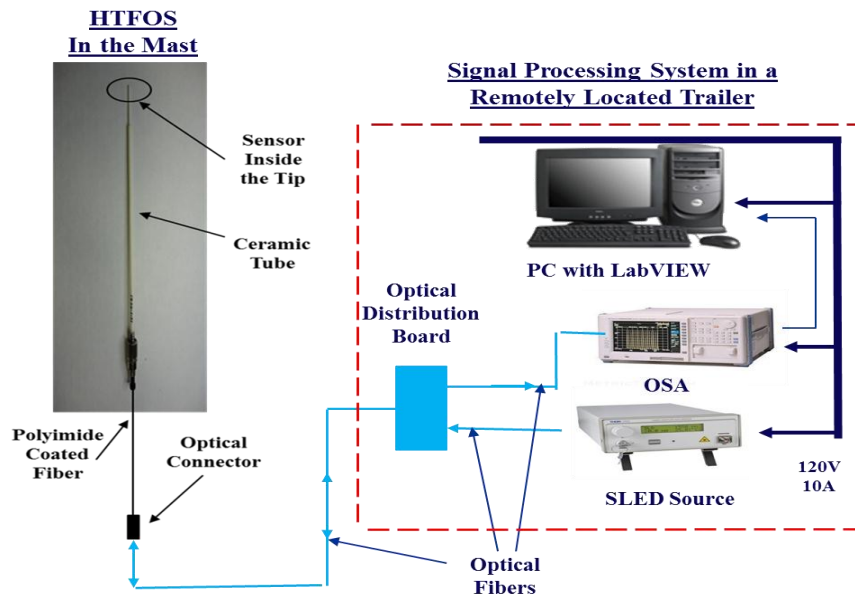 HTFOS
In the Mast
Sensor
Inside
the Tip
Ceramic
Tube
Polyimide
Coated
Fiber
Optical
Connector
Signal Processing System in a
Remotely Located Trailer
PC with LabVIEW
Optical
Distribution
Board
OSA
SLED Source
120V
10A
Optical
Fibers